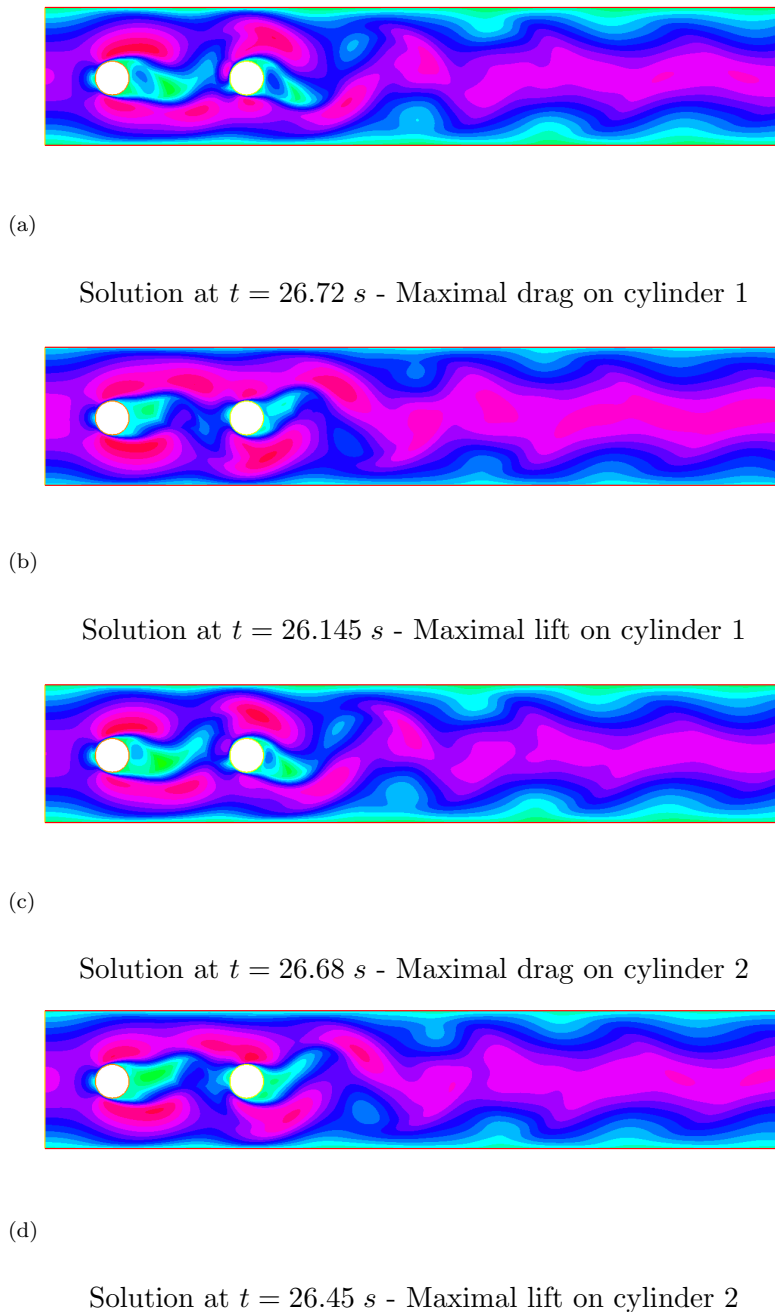 (a)
Solution at t = 26.72 s - Maximal drag on cylinder 1
(b)
Solution at t = 26.145 s - Maximal lift on cylinder 1
(c)
Solution at t = 26.68 s - Maximal drag on cylinder 2
(d)
Solution at t = 26.45 s - Maximal lift on cylinder 2